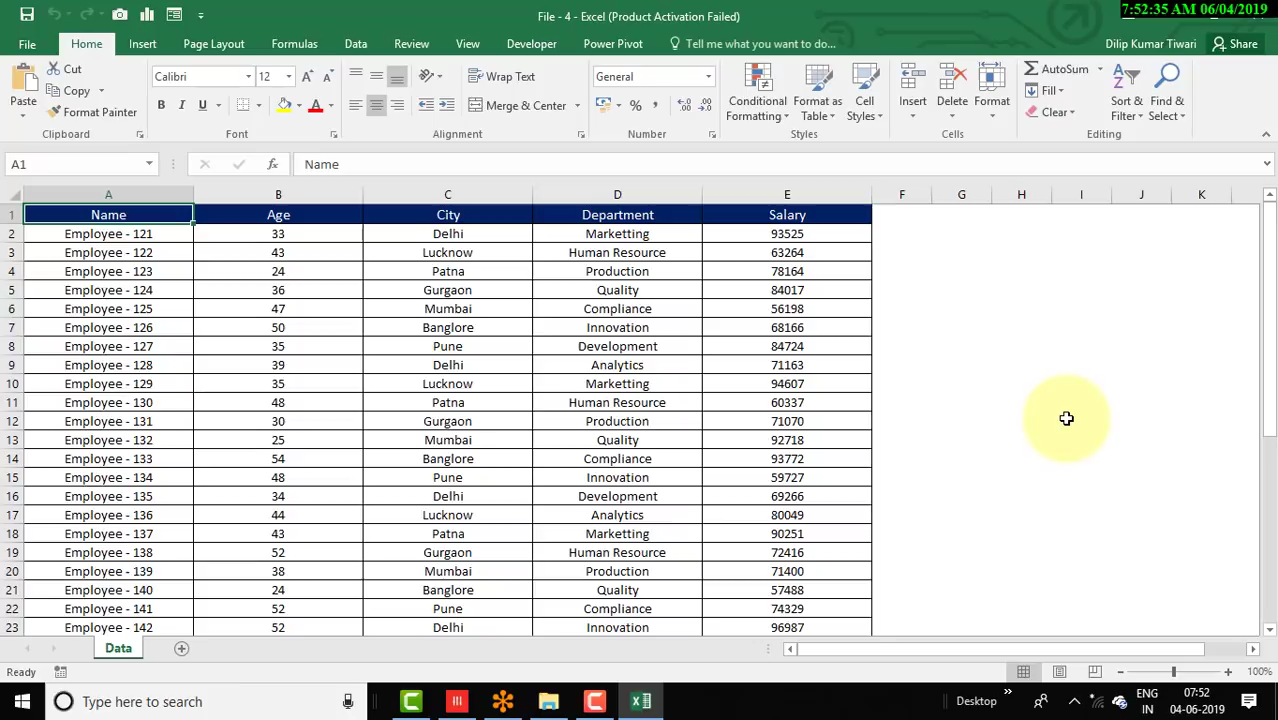 7:52:35 AM 06/04/2019
File - 4 - Excel (Product Activation Failed)
File Home Insert Page Layout Formulas Data Review View Developer Power Pivot Tell me what you want to do... Dilip Kumar Tiwari Share
Paste Cut Copy Format Painter Clipboard
Calibri 12 B I U A Font
Wrap Text Merge & Center Alignment
General % , Number
Conditional Formatting Format as Table Cell Styles Styles
Insert Delete Format Cells
AutoSum Fill Clear Sort & Filter Find & Select Editing
A1 fx Name
A B C D E F G H I J K
1 Name Age City Department Salary
2 Employee - 121 33 Delhi Marketting 93525
3 Employee - 122 43 Lucknow Human Resource 63264
4 Employee - 123 24 Patna Production 78164
5 Employee - 124 36 Gurgaon Quality 84017
6 Employee - 125 47 Mumbai Compliance 56198
7 Employee - 126 50 Banglore Innovation 68166
8 Employee - 127 35 Pune Development 84724
9 Employee - 128 39 Delhi Analytics 71163
10 Employee - 129 35 Lucknow Marketting 94607
11 Employee - 130 48 Patna Human Resource 60337
12 Employee - 131 30 Gurgaon Production 71070
13 Employee - 132 25 Mumbai Quality 92718
14 Employee - 133 54 Banglore Compliance 93772
15 Employee - 134 48 Pune Innovation 59727
16 Employee - 135 34 Delhi Development 69266
17 Employee - 136 44 Lucknow Analytics 80049
18 Employee - 137 43 Patna Marketting 90251
19 Employee - 138 52 Gurgaon Human Resource 72416
20 Employee - 139 38 Mumbai Production 71400
21 Employee - 140 24 Banglore Quality 57488
22 Employee - 141 52 Pune Compliance 74329
23 Employee - 142 52 Delhi Innovation 96987
Data
Ready 100%
Type here to search Desktop ENG IN 07:52 04-06-2019